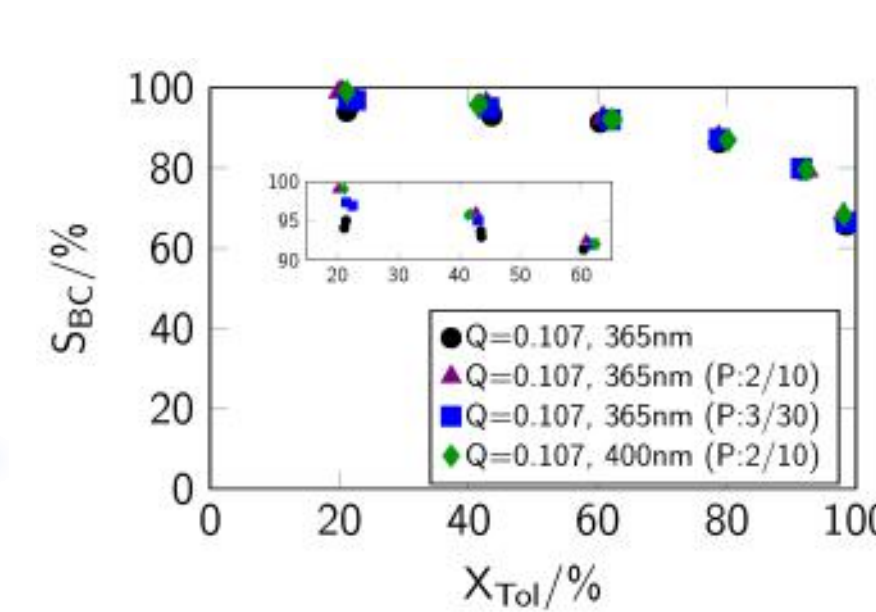 100
80
60
40
20
0
S_BC/%
100
95
90
20 30 40 50 60
Q=0.107, 365nm
Q=0.107, 365nm (P:2/10)
Q=0.107, 365nm (P:3/30)
Q=0.107, 400nm (P:2/10)
0 20 40 60 80 100
X_Tol/%